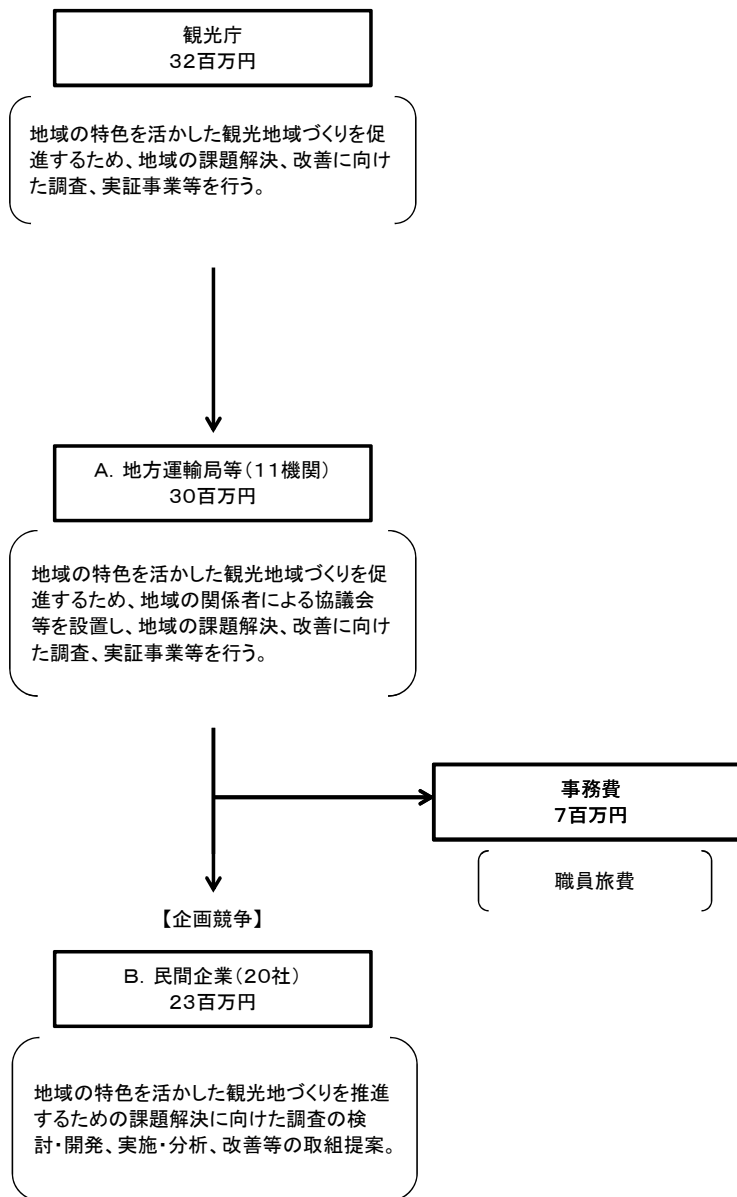 観光庁
32百万円
地域の特色を活かした観光地域づくりを促
進するため、地域の課題解決、改善に向け
た調査、実証事業等を行う。
A．地方運輸局等（１１機関）
30百万円
地域の特色を活かした観光地域づくりを促
進するため、地域の関係者による協議会
等を設置し、地域の課題解決、改善に向け
た調査、実証事業等を行う。
事務費
7百万円
職員旅費
【企画競争】
B．民間企業（２０社）
23百万円
地域の特色を活かした観光地づくりを推進
するための課題解決に向けた調査の検
討・開発、実施・分析、改善等の取組提案。